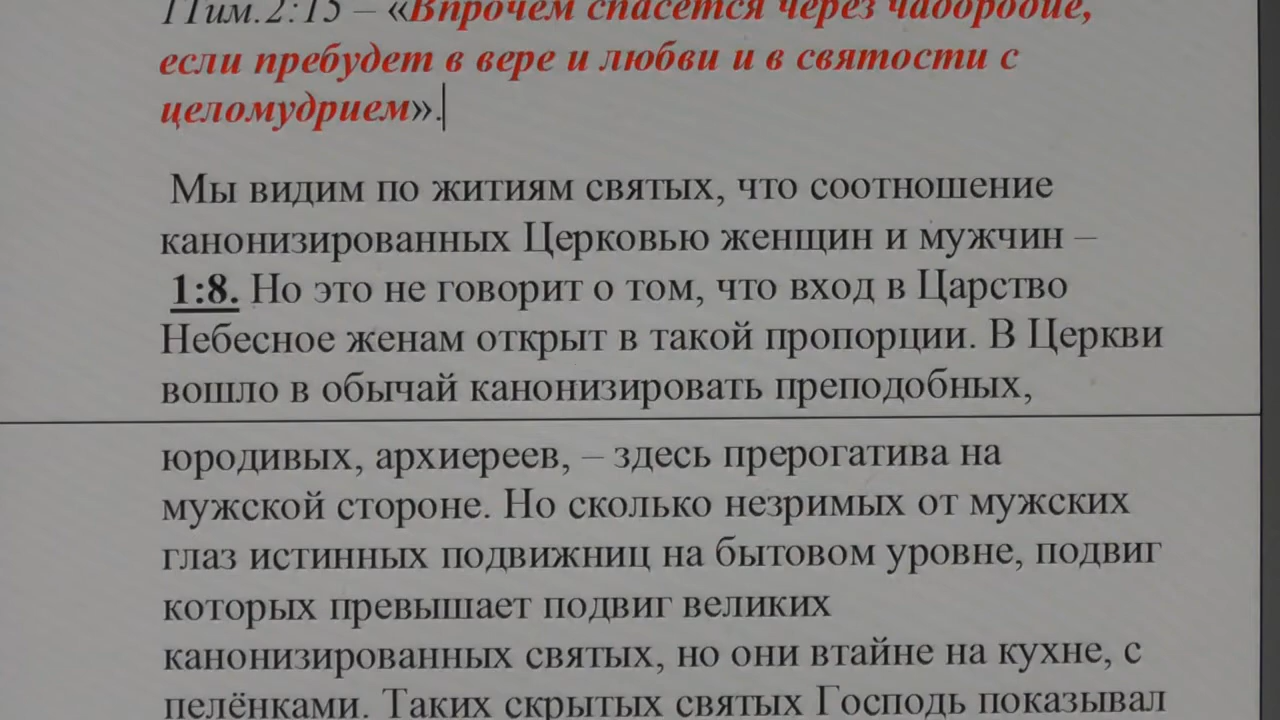 1Тим.2:15 – «Впрочем спасется через чадородие,
если пребудет в вере и любви и в святости с
целомудрием».
Мы видим по житиям святых, что соотношение
канонизированных Церковью женщин и мужчин –
1:8. Но это не говорит о том, что вход в Царство
Небесное женам открыт в такой пропорции. В Церкви
вошло в обычай канонизировать преподобных,
юродивых, архиереев, – здесь прерогатива на
мужской стороне. Но сколько незримых от мужских
глаз истинных подвижниц на бытовом уровне, подвиг
которых превышает подвиг великих
канонизированных святых, но они втайне на кухне, с
пелёнками. Таких скрытых святых Господь показывал